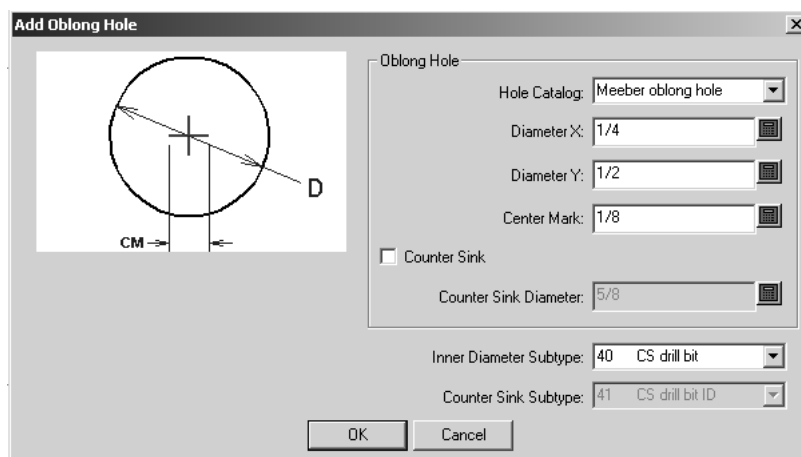 Add Oblong Hole
D
CM
Oblong Hole
Hole Catalog: Meeber oblong hole
Diameter X: 1/4
Diameter Y: 1/2
Center Mark: 1/8
Counter Sink
Counter Sink Diameter: 5/8
Inner Diameter Subtype: 40 CS drill bit
Counter Sink Subtype: 41 CS drill bit ID
OK Cancel